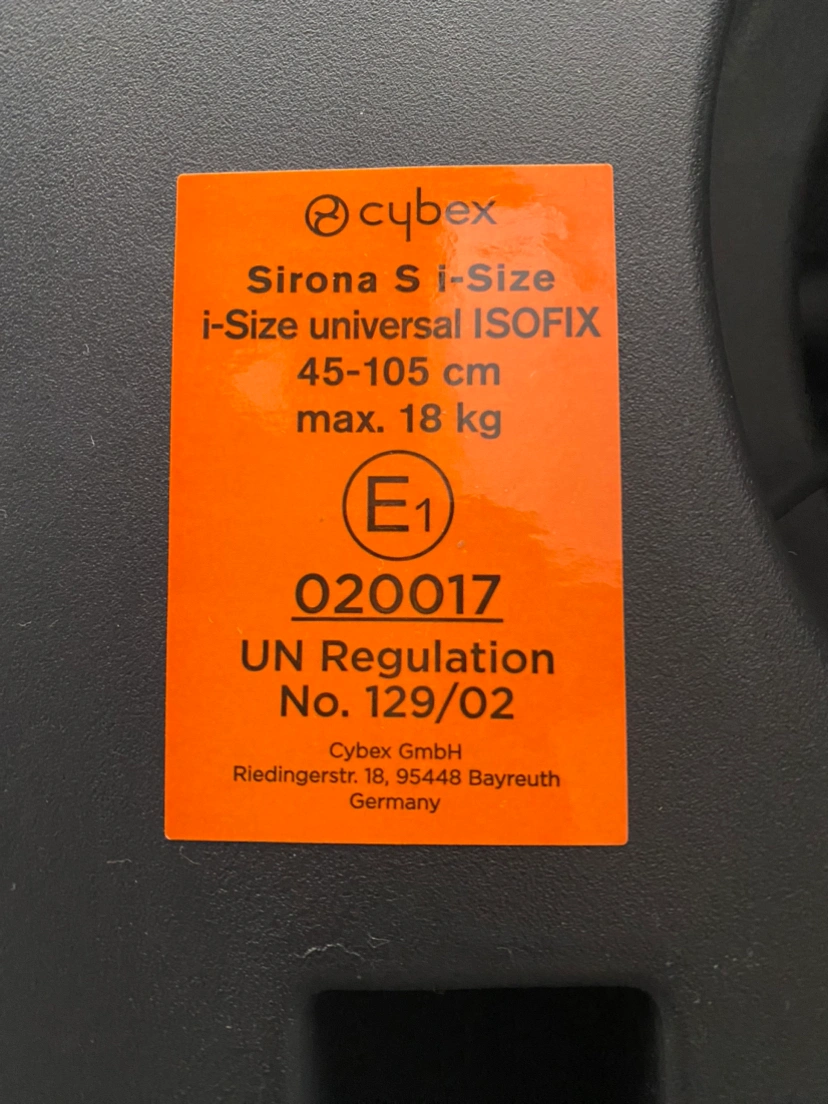 cybex
Sirona S i-Size
i-Size universal ISOFIX
45-105 cm
max. 18 kg
E1
020017
UN Regulation
No. 129/02
Cybex GmbH
Riedingerstr. 18, 95448 Bayreuth
Germany